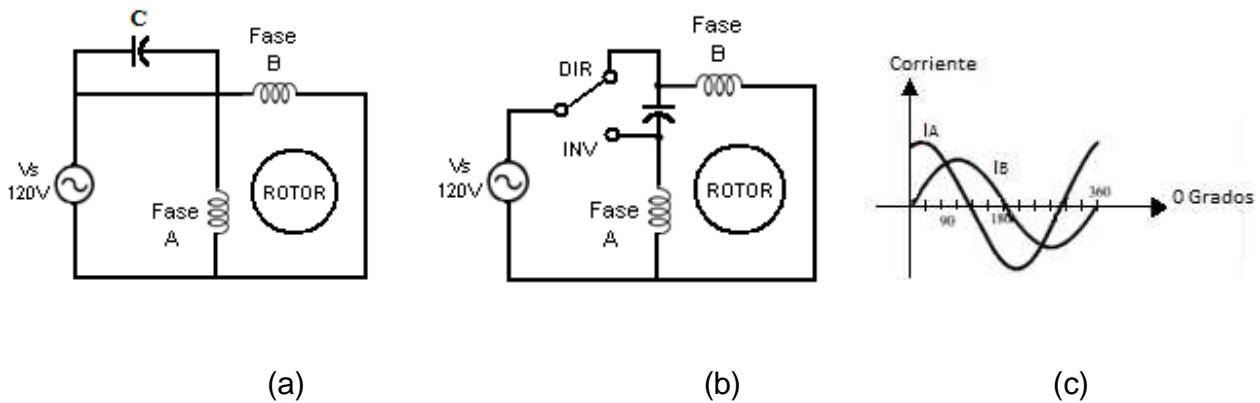 C
Fase
B
Vs
120V
Fase
A
ROTOR
(a)
Fase
B
DIR
INV
Vs
120V
Fase
A
ROTOR
(b)
Corriente
IA
IB
90
180
360
0 Grados
(c)